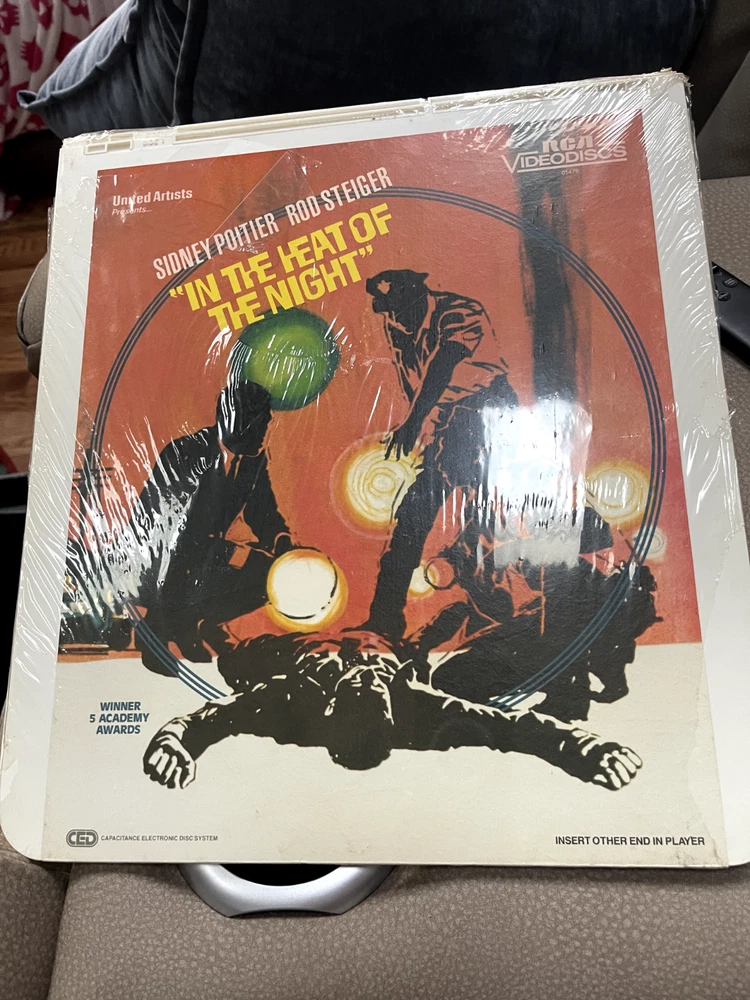 RCA
VIDEODISCS
United Artists
Presents...
SIDNEY POITIER ROD STEIGER
"IN THE HEAT OF
THE NIGHT"
WINNER
5 ACADEMY
AWARDS
CED CAPACITANCE ELECTRONIC DISC SYSTEM
INSERT OTHER END IN PLAYER